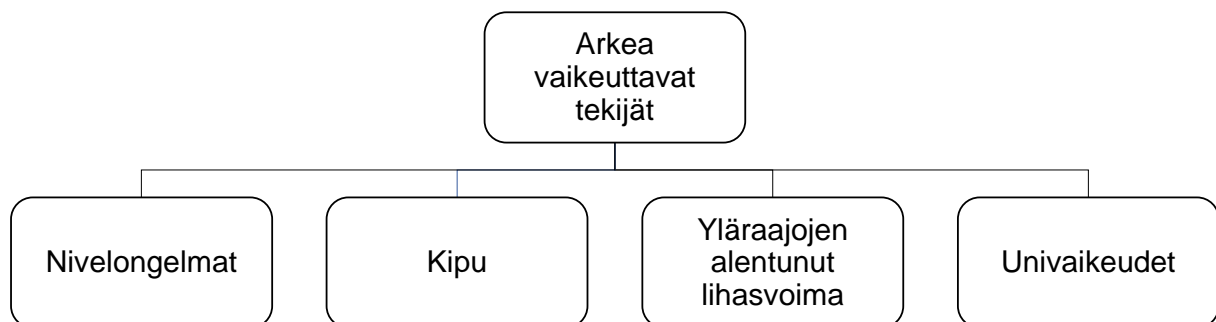 Arkea
vaikeuttavat
tekijät
Nivelongelmat
Kipu
Yläraajojen
alentunut
lihasvoima
Univaikeudet